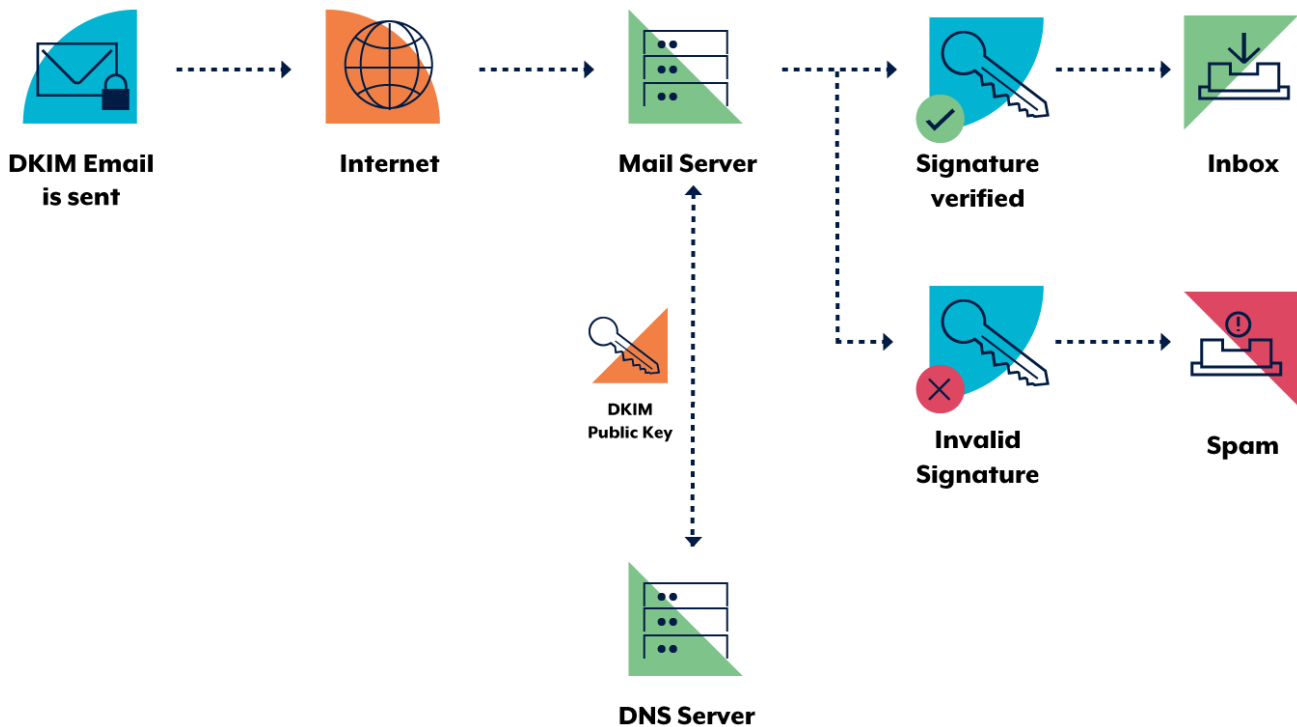 DKIM Email
is sent
Internet
Mail Server
Signature
verified
Inbox
DKIM
Public Key
Invalid
Signature
Spam
DNS Server